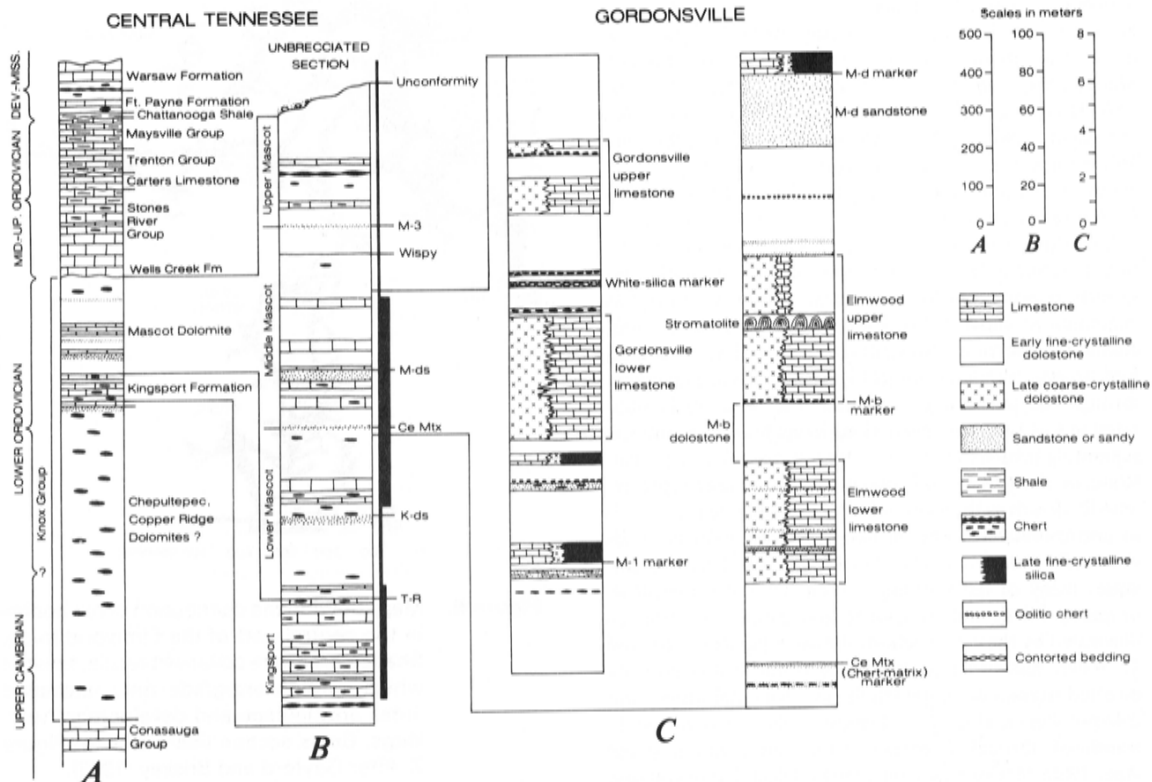 CENTRAL TENNESSEE
GORDONSVILLE
Scales in meters
500
400
300
200
100
0
A
100
80
60
40
20
0
B
8
6
4
2
0
C
DEV.-MISS.
MID.-UP. ORDOVICIAN
LOWER ORDOVICIAN
UPPER CAMBRIAN
Knox Group
?
Warsaw Formation
Ft. Payne Formation
Chattanooga Shale
Maysville Group
Trenton Group
Carters Limestone
Stones
River
Group
Wells Creek Fm
Mascot Dolomite
Kingsport Formation
Chepultepec,
Copper Ridge
Dolomites ?
Conasauga
Group
A
UNBRECCIATED
SECTION
Upper Mascot
Middle Mascot
Lower Mascot
Kingsport
Unconformity
M-3
Wispy
M-ds
Ce Mtx
K-ds
T-R
B
Gordonsville
upper
limestone
White-silica marker
Gordonsville
lower
limestone
M-1 marker
C
M-d marker
M-d sandstone
Elmwood
upper
limestone
Stromatolite
M-b
marker
M-b
dolostone
Elmwood
lower
limestone
Ce Mtx
(Chert-matrix)
marker
Limestone
Early fine-crystalline
dolostone
Late coarse-crystalline
dolostone
Sandstone or sandy
Shale
Chert
Late fine-crystalline
silica
Oolitic chert
Contorted bedding